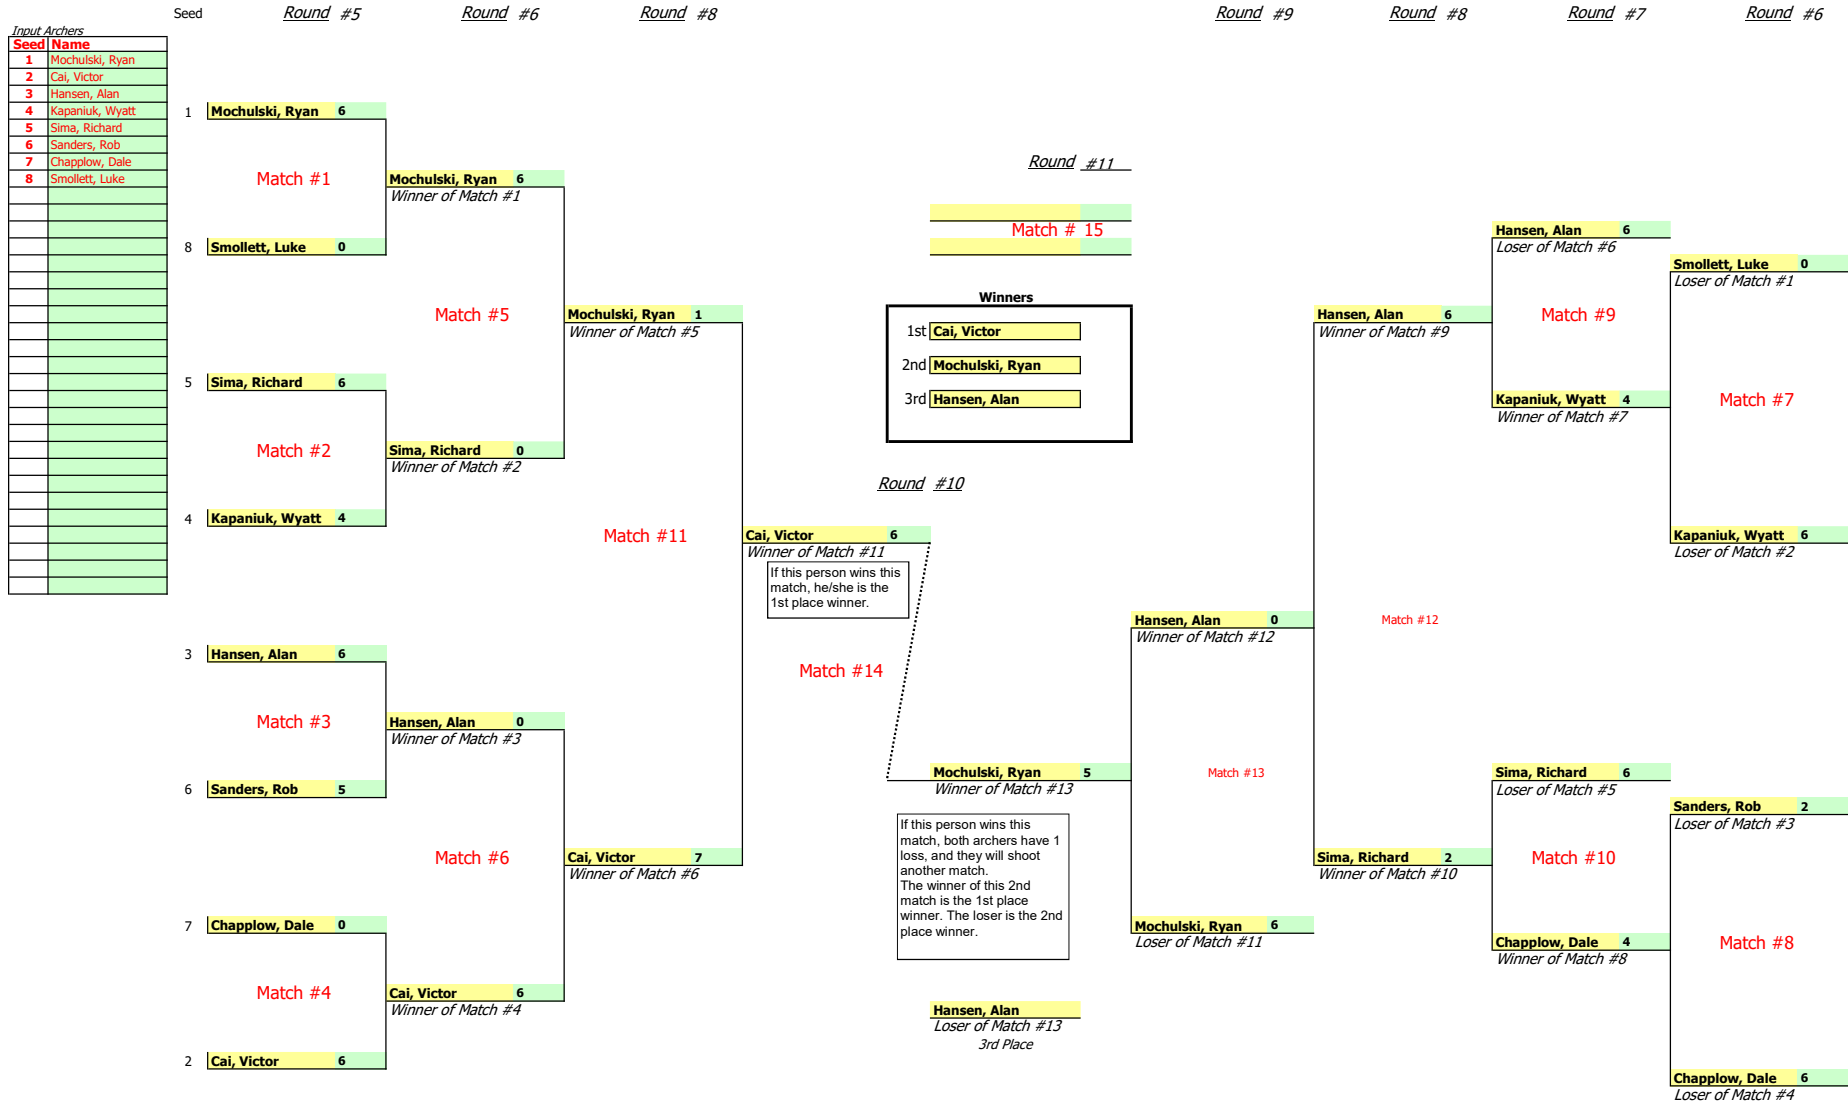 Seed Round #5 Round #6 Round #8 Round #9 Round #8 Round #7 Round #6
Input Archers
Seed Name
1 Mochulski, Ryan
2 Cai, Victor
3 Hansen, Alan
4 Kapaniuk, Wyatt
5 Sima, Richard
6 Sanders, Rob
7 Chapplow, Dale
8 Smollett, Luke
1 Mochulski, Ryan 6
Match #1
8 Smollett, Luke 0
5 Sima, Richard 6
Match #2
4 Kapaniuk, Wyatt 4
3 Hansen, Alan 6
Match #3
6 Sanders, Rob 5
7 Chapplow, Dale 0
Match #4
2 Cai, Victor 6
Mochulski, Ryan 6
Winner of Match #1
Match #5
Sima, Richard 0
Winner of Match #2
Hansen, Alan 0
Winner of Match #3
Match #6
Cai, Victor 6
Winner of Match #4
Mochulski, Ryan 1
Winner of Match #5
Match #11
Cai, Victor 7
Winner of Match #6
Round #11
Match # 15
Winners
1st Cai, Victor
2nd Mochulski, Ryan
3rd Hansen, Alan
Round #10
Cai, Victor 6
Winner of Match #11
If this person wins this
match, he/she is the
1st place winner.
Match #14
Mochulski, Ryan 5
Winner of Match #13
If this person wins this
match, both archers have 1
loss, and they will shoot
another match.
The winner of this 2nd
match is the 1st place
winner. The loser is the 2nd
place winner.
Hansen, Alan
Loser of Match #13
3rd Place
Hansen, Alan 0
Winner of Match #12
Match #13
Mochulski, Ryan 6
Loser of Match #11
Hansen, Alan 6
Winner of Match #9
Match #12
Sima, Richard 2
Winner of Match #10
Hansen, Alan 6
Loser of Match #6
Match #9
Kapaniuk, Wyatt 4
Winner of Match #7
Sima, Richard 6
Loser of Match #5
Match #10
Chapplow, Dale 4
Winner of Match #8
Smollett, Luke 0
Loser of Match #1
Match #7
Kapaniuk, Wyatt 6
Loser of Match #2
Sanders, Rob 2
Loser of Match #3
Match #8
Chapplow, Dale 6
Loser of Match #4